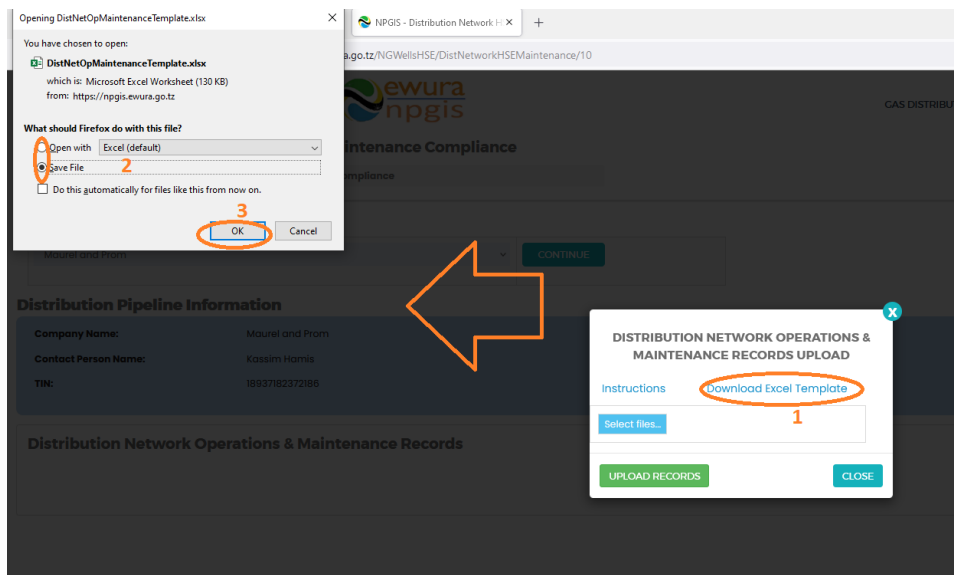 Opening DistNetOpMaintenanceTemplate.xlsx
You have chosen to open:
DistNetOpMaintenanceTemplate.xlsx
which is: Microsoft Excel Worksheet (130 KB)
from: https://npgis.ewura.go.tz
What should Firefox do with this file?
Open with Excel (default)
Save File 2
Do this automatically for files like this from now on.
3
OK Cancel
NPGIS - Distribution Network H
a.go.tz/NGWellsHSE/DistNetworkHSEMaintenance/10
ewura
npgis
GAS DISTRIBU
intenance Compliance
mpliance
Maurel and Prom
CONTINUE
Distribution Pipeline Information
Company Name: Maurel and Prom
Contact Person Name: Kassim Hamis
TIN: 18937182372186
Distribution Network Operations & Maintenance Records
X
DISTRIBUTION NETWORK OPERATIONS &
MAINTENANCE RECORDS UPLOAD
Instructions Download Excel Template
1
Select files...
UPLOAD RECORDS CLOSE